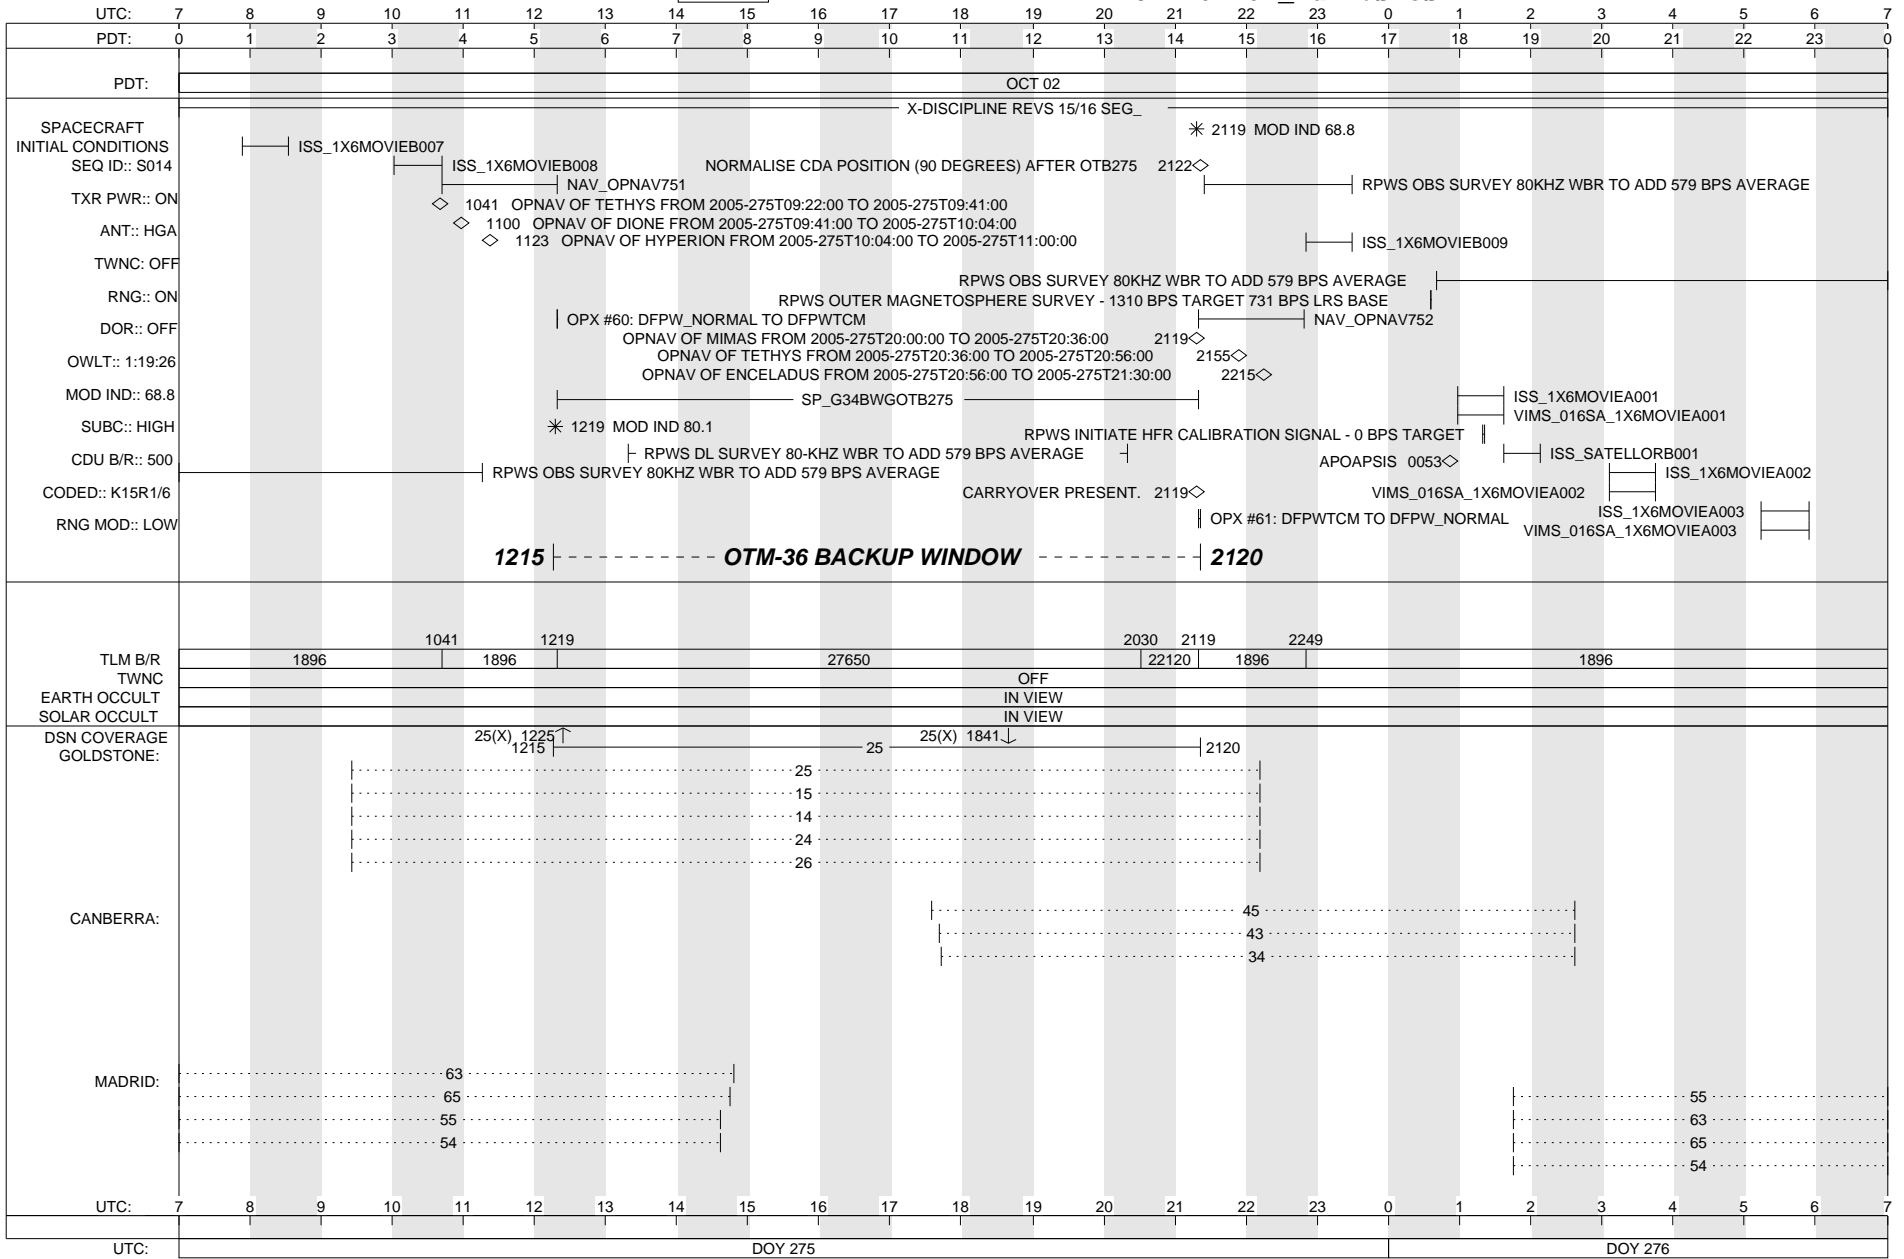 UTC: 7 8 9 10 11 12 13 14 15 16 17 18 19 20 21 22 23 0 1 2 3 4 5 6 7
PDT: 0 1 2 3 4 5 6 7 8 9 10 11 12 13 14 15 16 17 18 19 20 21 22 23 0
PDT: OCT 02
X-DISCIPLINE REVS 15/16 SEG_
SPACECRAFT
INITIAL CONDITIONS
SEQ ID:: S014
TXR PWR:: ON
ANT:: HGA
TWNC: OFF
RNG:: ON
DOR:: OFF
OWLT:: 1:19:26
MOD IND:: 68.8
SUBC:: HIGH
CDU B/R:: 500
CODED:: K15R1/6
RNG MOD:: LOW
2119 MOD IND 68.8
ISS_1X6MOVIEB007
ISS_1X6MOVIEB008
NORMALISE CDA POSITION (90 DEGREES) AFTER OTB275 2122
NAV_OPNAV751
RPWS OBS SURVEY 80KHZ WBR TO ADD 579 BPS AVERAGE
1041 OPNAV OF TETHYS FROM 2005-275T09:22:00 TO 2005-275T09:41:00
1100 OPNAV OF DIONE FROM 2005-275T09:41:00 TO 2005-275T10:04:00
1123 OPNAV OF HYPERION FROM 2005-275T10:04:00 TO 2005-275T11:00:00
ISS_1X6MOVIEB009
RPWS OBS SURVEY 80KHZ WBR TO ADD 579 BPS AVERAGE
RPWS OUTER MAGNETOSPHERE SURVEY - 1310 BPS TARGET 731 BPS LRS BASE
OPX #60: DFPW_NORMAL TO DFPWTCM
NAV_OPNAV752
OPNAV OF MIMAS FROM 2005-275T20:00:00 TO 2005-275T20:36:00 2119
OPNAV OF TETHYS FROM 2005-275T20:36:00 TO 2005-275T20:56:00 2155
OPNAV OF ENCELADUS FROM 2005-275T20:56:00 TO 2005-275T21:30:00 2215
SP_G34BWGOTB275
ISS_1X6MOVIEA001
VIMS_016SA_1X6MOVIEA001
1219 MOD IND 80.1
RPWS INITIATE HFR CALIBRATION SIGNAL - 0 BPS TARGET
RPWS DL SURVEY 80-KHZ WBR TO ADD 579 BPS AVERAGE
ISS_SATELLORB001
APOAPSIS 0053
RPWS OBS SURVEY 80KHZ WBR TO ADD 579 BPS AVERAGE
ISS_1X6MOVIEA002
CARRYOVER PRESENT. 2119
VIMS_016SA_1X6MOVIEA002
ISS_1X6MOVIEA003
OPX #61: DFPWTCM TO DFPW_NORMAL
VIMS_016SA_1X6MOVIEA003
1215 OTM-36 BACKUP WINDOW 2120
1041 1219 2030 2119 2249
TLM B/R 1896 1896 27650 22120 1896 1896
TWNC OFF
EARTH OCCULT IN VIEW
SOLAR OCCULT IN VIEW
DSN COVERAGE
GOLDSTONE:
25(X) 1225 25(X) 1841
1215 25 2120
25
15
14
24
26
CANBERRA:
45
43
34
MADRID:
63
65
55
54
55
63
65
54
UTC: 7 8 9 10 11 12 13 14 15 16 17 18 19 20 21 22 23 0 1 2 3 4 5 6 7
UTC: DOY 275 DOY 276